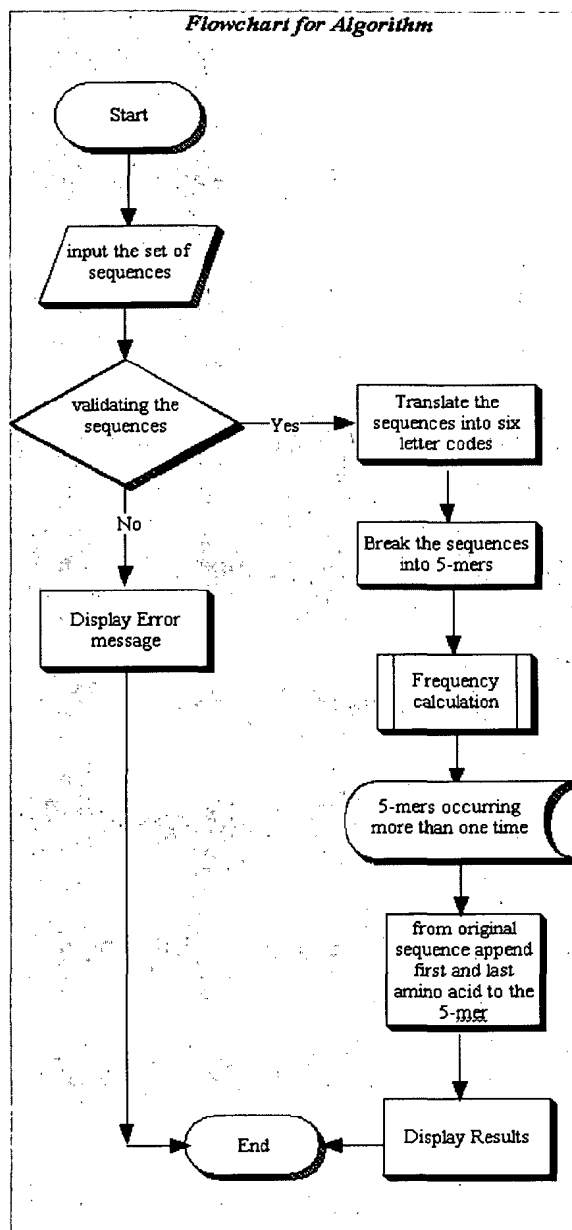 Flowchart for Algorithm
Start
input the set of
sequences
validating the
sequences
Yes
No
Display Error
message
Translate the
sequences into six
letter codes
Break the sequences
into 5-mers
Frequency
calculation
5-mers occurring
more than one time
from original
sequence append
first and last
amino acid to the
5-mer
Display Results
End